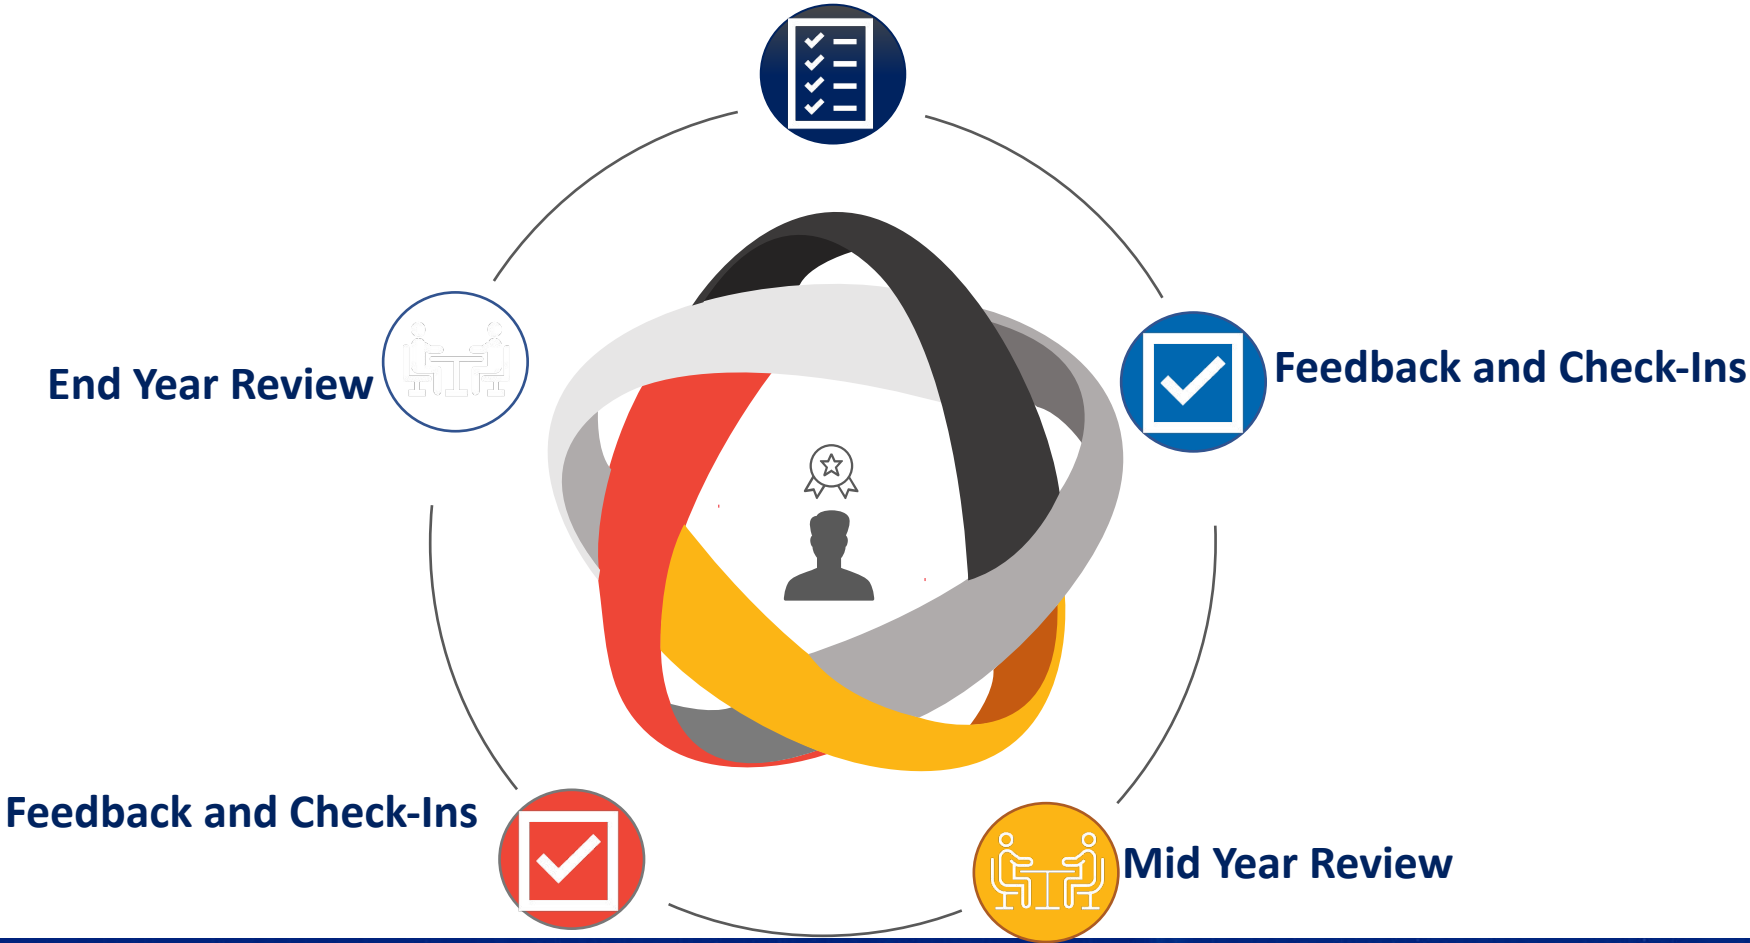 Feedback and Check-Ins
End Year Review
Feedback and Check-Ins
Mid Year Review